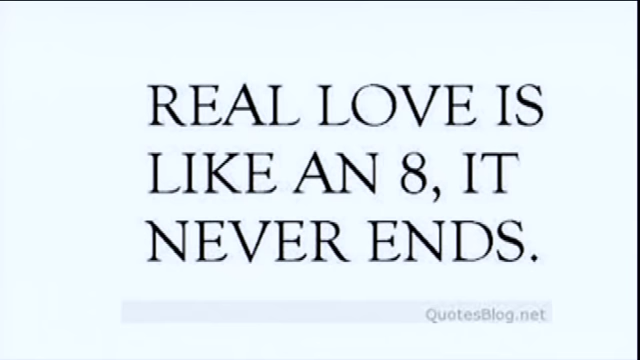 REAL LOVE IS
LIKE AN 8, IT
NEVER ENDS.
QuotesBlog.net